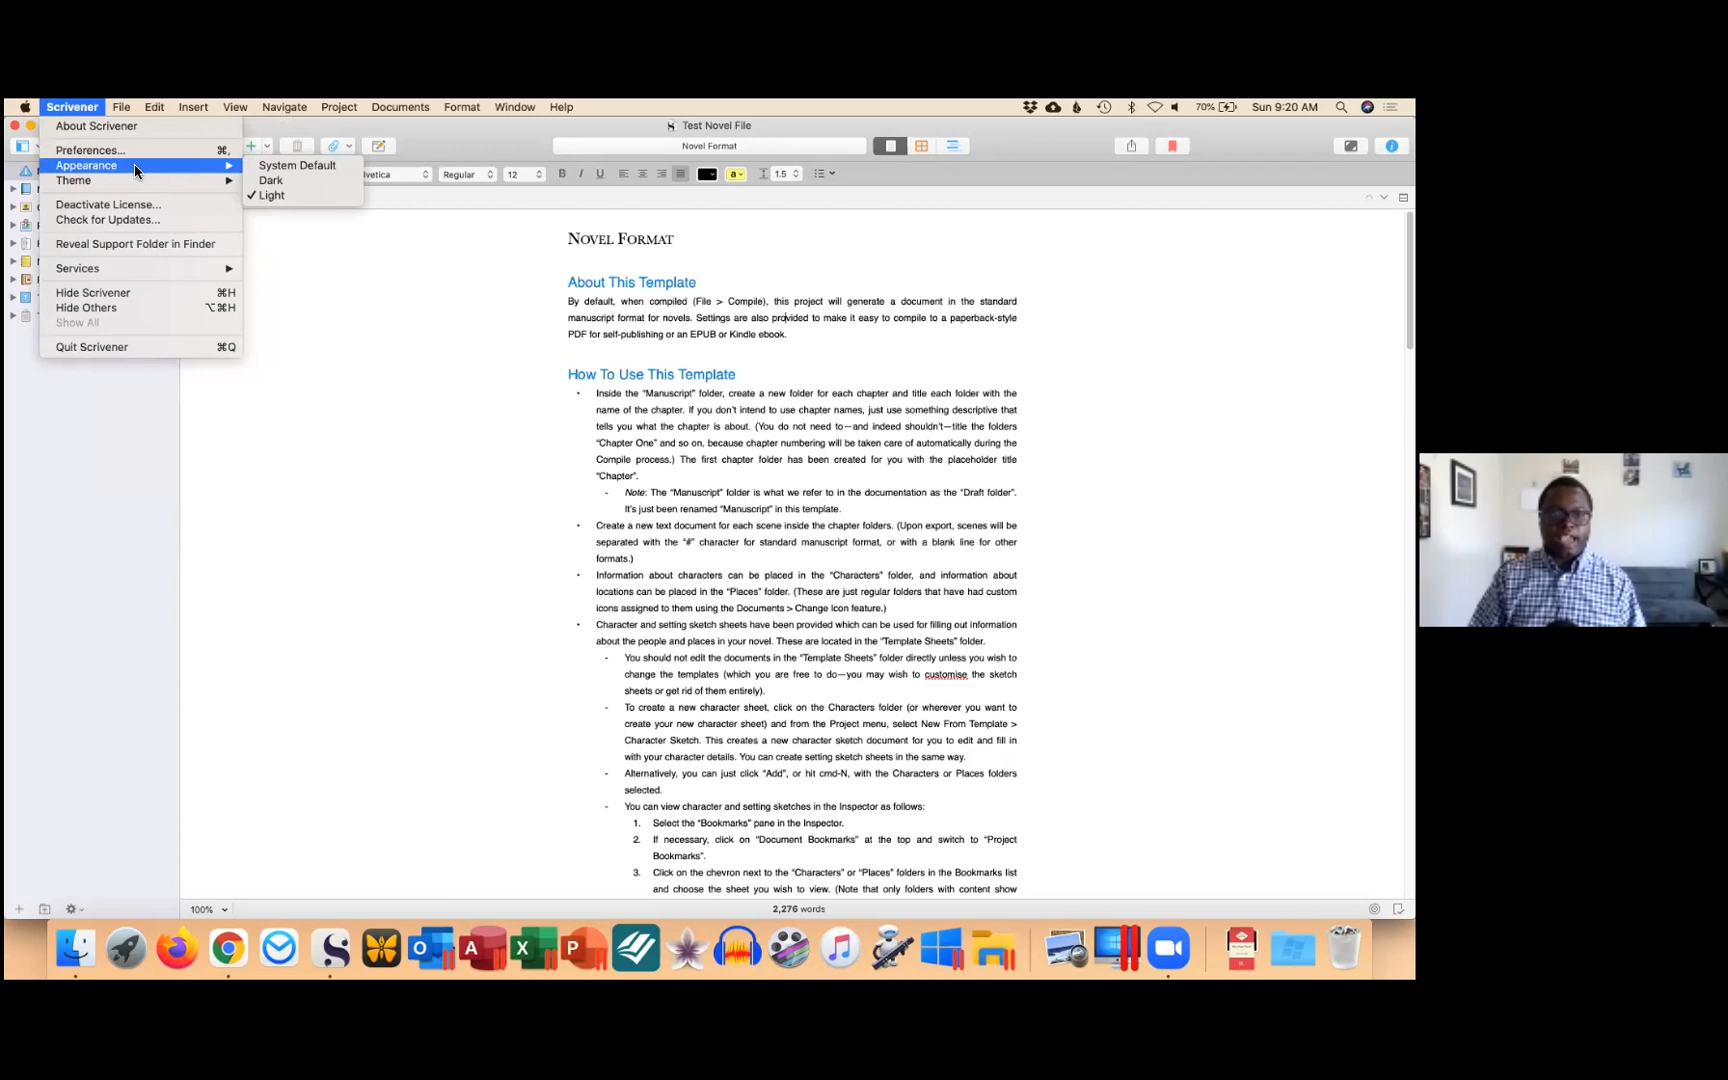 Scrivener File Edit Insert View Navigate Project Documents Format Window Help 70% Sun 9:20 AM
About Scrivener
Preferences... ⌘,
Appearance
Theme
Deactivate License...
Check for Updates...
Reveal Support Folder in Finder
Services
Hide Scrivener ⌘H
Hide Others ⌥⌘H
Show All
Quit Scrivener ⌘Q
System Default
Dark
✓ Light
Test Novel File
Novel Format
Regular 12 B I U a 1.5
NOVEL FORMAT
About This Template
By default, when compiled (File > Compile), this project will generate a document in the standard
manuscript format for novels. Settings are also provided to make it easy to compile to a paperback-style
PDF for self-publishing or an EPUB or Kindle ebook.
How To Use This Template
• Inside the “Manuscript” folder, create a new folder for each chapter and title each folder with the
name of the chapter. If you don’t intend to use chapter names, just use something descriptive that
tells you what the chapter is about. (You do not need to—and indeed shouldn’t—title the folders
“Chapter One” and so on, because chapter numbering will be taken care of automatically during the
Compile process.) The first chapter folder has been created for you with the placeholder title
“Chapter”.
- Note: The “Manuscript” folder is what we refer to in the documentation as the “Draft folder”.
It’s just been renamed “Manuscript” in this template.
• Create a new text document for each scene inside the chapter folders. (Upon export, scenes will be
separated with the “#” character for standard manuscript format, or with a blank line for other
formats.)
• Information about characters can be placed in the “Characters” folder, and information about
locations can be placed in the “Places” folder. (These are just regular folders that have had custom
icons assigned to them using the Documents > Change Icon feature.)
• Character and setting sketch sheets have been provided which can be used for filling out information
about the people and places in your novel. These are located in the “Template Sheets” folder.
- You should not edit the documents in the “Template Sheets” folder directly unless you wish to
change the templates (which you are free to do—you may wish to customise the sketch
sheets or get rid of them entirely).
- To create a new character sheet, click on the Characters folder (or wherever you want to
create your new character sheet) and from the Project menu, select New From Template >
Character Sketch. This creates a new character sketch document for you to edit and fill in
with your character details. You can create setting sketch sheets in the same way.
- Alternatively, you can just click “Add”, or hit cmd-N, with the Characters or Places folders
selected.
- You can view character and setting sketches in the Inspector as follows:
1. Select the “Bookmarks” pane in the Inspector.
2. If necessary, click on “Document Bookmarks” at the top and switch to “Project
Bookmarks”.
3. Click on the chevron next to the “Characters” or “Places” folders in the Bookmarks list
and choose the sheet you wish to view. (Note that only folders with content show
100% 2,276 words